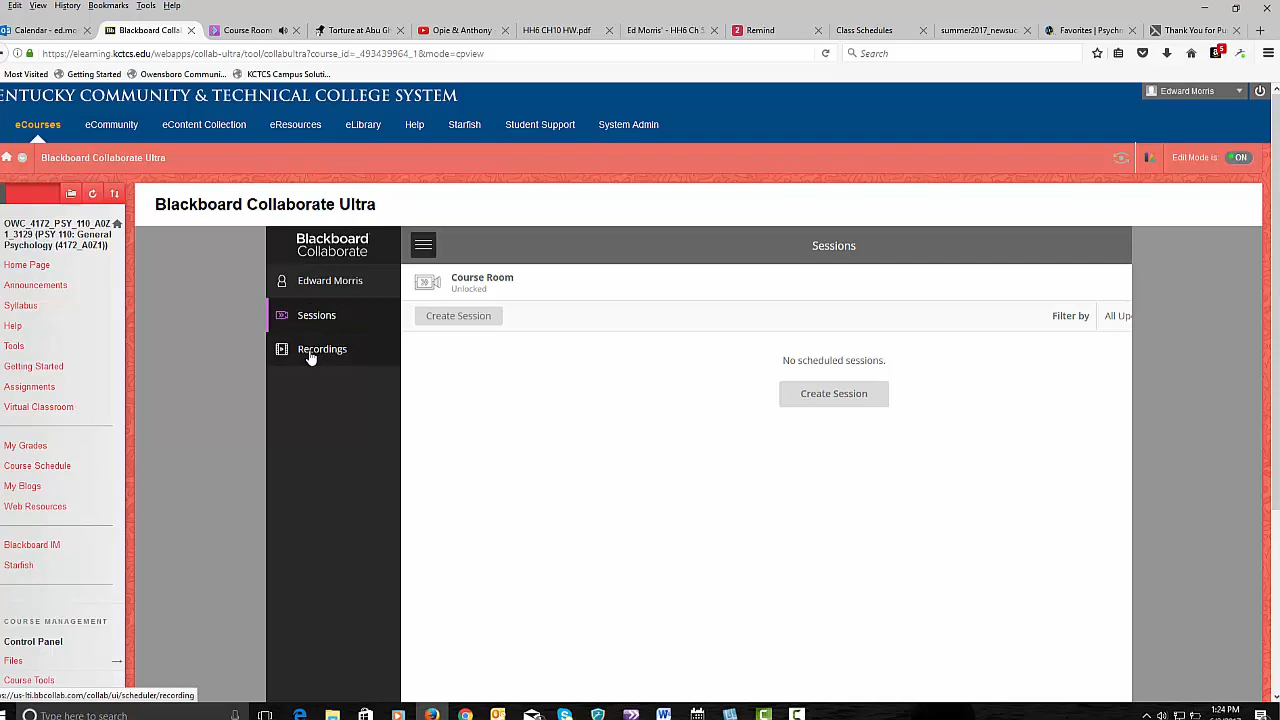 Edit View History Bookmarks Tools Help
Calendar - ed.mo
Blackboard Colla
Course Room
Torture at Abu Gh
Opie & Anthony
HH6 CH10 HW.pdf
Ed Morris' - HH6 Ch 5
Remind
Class Schedules
summer2017_newsuc
Favorites | Psychn
Thank You for Pu
https://elearning.kctcs.edu/webapps/collab-ultra/tool/collabultra?course_id=_493439964_1&mode=cpview
Search
5
Most Visited Getting Started Owensboro Communi... KCTCS Campus Soluti...
ENTUCKY COMMUNITY & TECHNICAL COLLEGE SYSTEM
Edward Morris
eCourses eCommunity eContent Collection eResources eLibrary Help Starfish Student Support System Admin
Blackboard Collaborate Ultra
Edit Mode is: ON
Blackboard Collaborate Ultra
OWC_4172_PSY_110_A0Z
1_3129 (PSY 110: General
Psychology (4172_A0Z1))
Home Page
Announcements
Syllabus
Help
Tools
Getting Started
Assignments
Virtual Classroom
My Grades
Course Schedule
My Blogs
Web Resources
Blackboard IM
Starfish
COURSE MANAGEMENT
Control Panel
Files
Course Tools
Blackboard
Collaborate
Edward Morris
Sessions
Recordings
Sessions
Course Room
Unlocked
Create Session
Filter by
All Up
No scheduled sessions.
Create Session
s://us-lti.bbcollab.com/collab/ui/scheduler/recording
Type here to search
1:24 PM